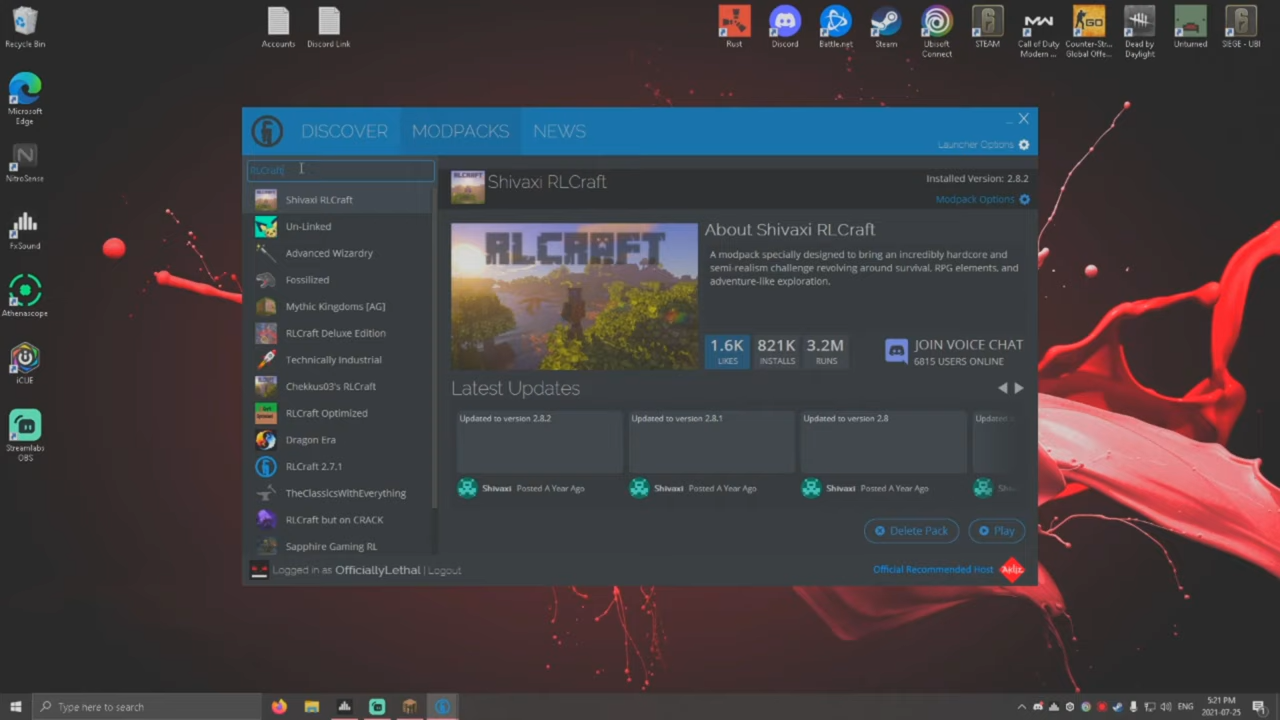 Recycle Bin
Accounts
Discord Link
Rust
Discord
Battle.net
Steam
Ubisoft
Connect
STEAM
Call of Duty
Modern ...
Counter-Str...
Global Offe...
Dead by
Daylight
Unturned
SIEGE - UBI
Microsoft
Edge
NitroSense
FxSound
Athenascope
iCUE
Streamlabs
OBS
DISCOVER
MODPACKS
NEWS
Launcher Options
Shivaxi RLCraft
Un-Linked
Advanced Wizardry
Fossilized
Mythic Kingdoms [AG]
RLCraft Deluxe Edition
Technically Industrial
Chekkus03's RLCraft
RLCraft Optimized
Dragon Era
RLCraft 2.7.1
TheClassicsWithEverything
RLCraft but on CRACK
Sapphire Gaming RL
Shivaxi RLCraft
Installed Version: 2.8.2
Modpack Options
RLCRAFT
About Shivaxi RLCraft
A modpack specially designed to bring an incredibly hardcore and
semi-realism challenge revolving around survival, RPG elements, and
adventure-like exploration.
1.6K
LIKES
821K
INSTALLS
3.2M
RUNS
JOIN VOICE CHAT
6815 USERS ONLINE
Latest Updates
Updated to version 2.8.2
Updated to version 2.8.1
Updated to version 2.8
Shivaxi Posted A Year Ago
Shivaxi Posted A Year Ago
Shivaxi Posted A Year Ago
Delete Pack
Play
Logged in as OfficiallyLethal | Logout
Official Recommended Host
Type here to search
ENG
5:21 PM
2021-07-25